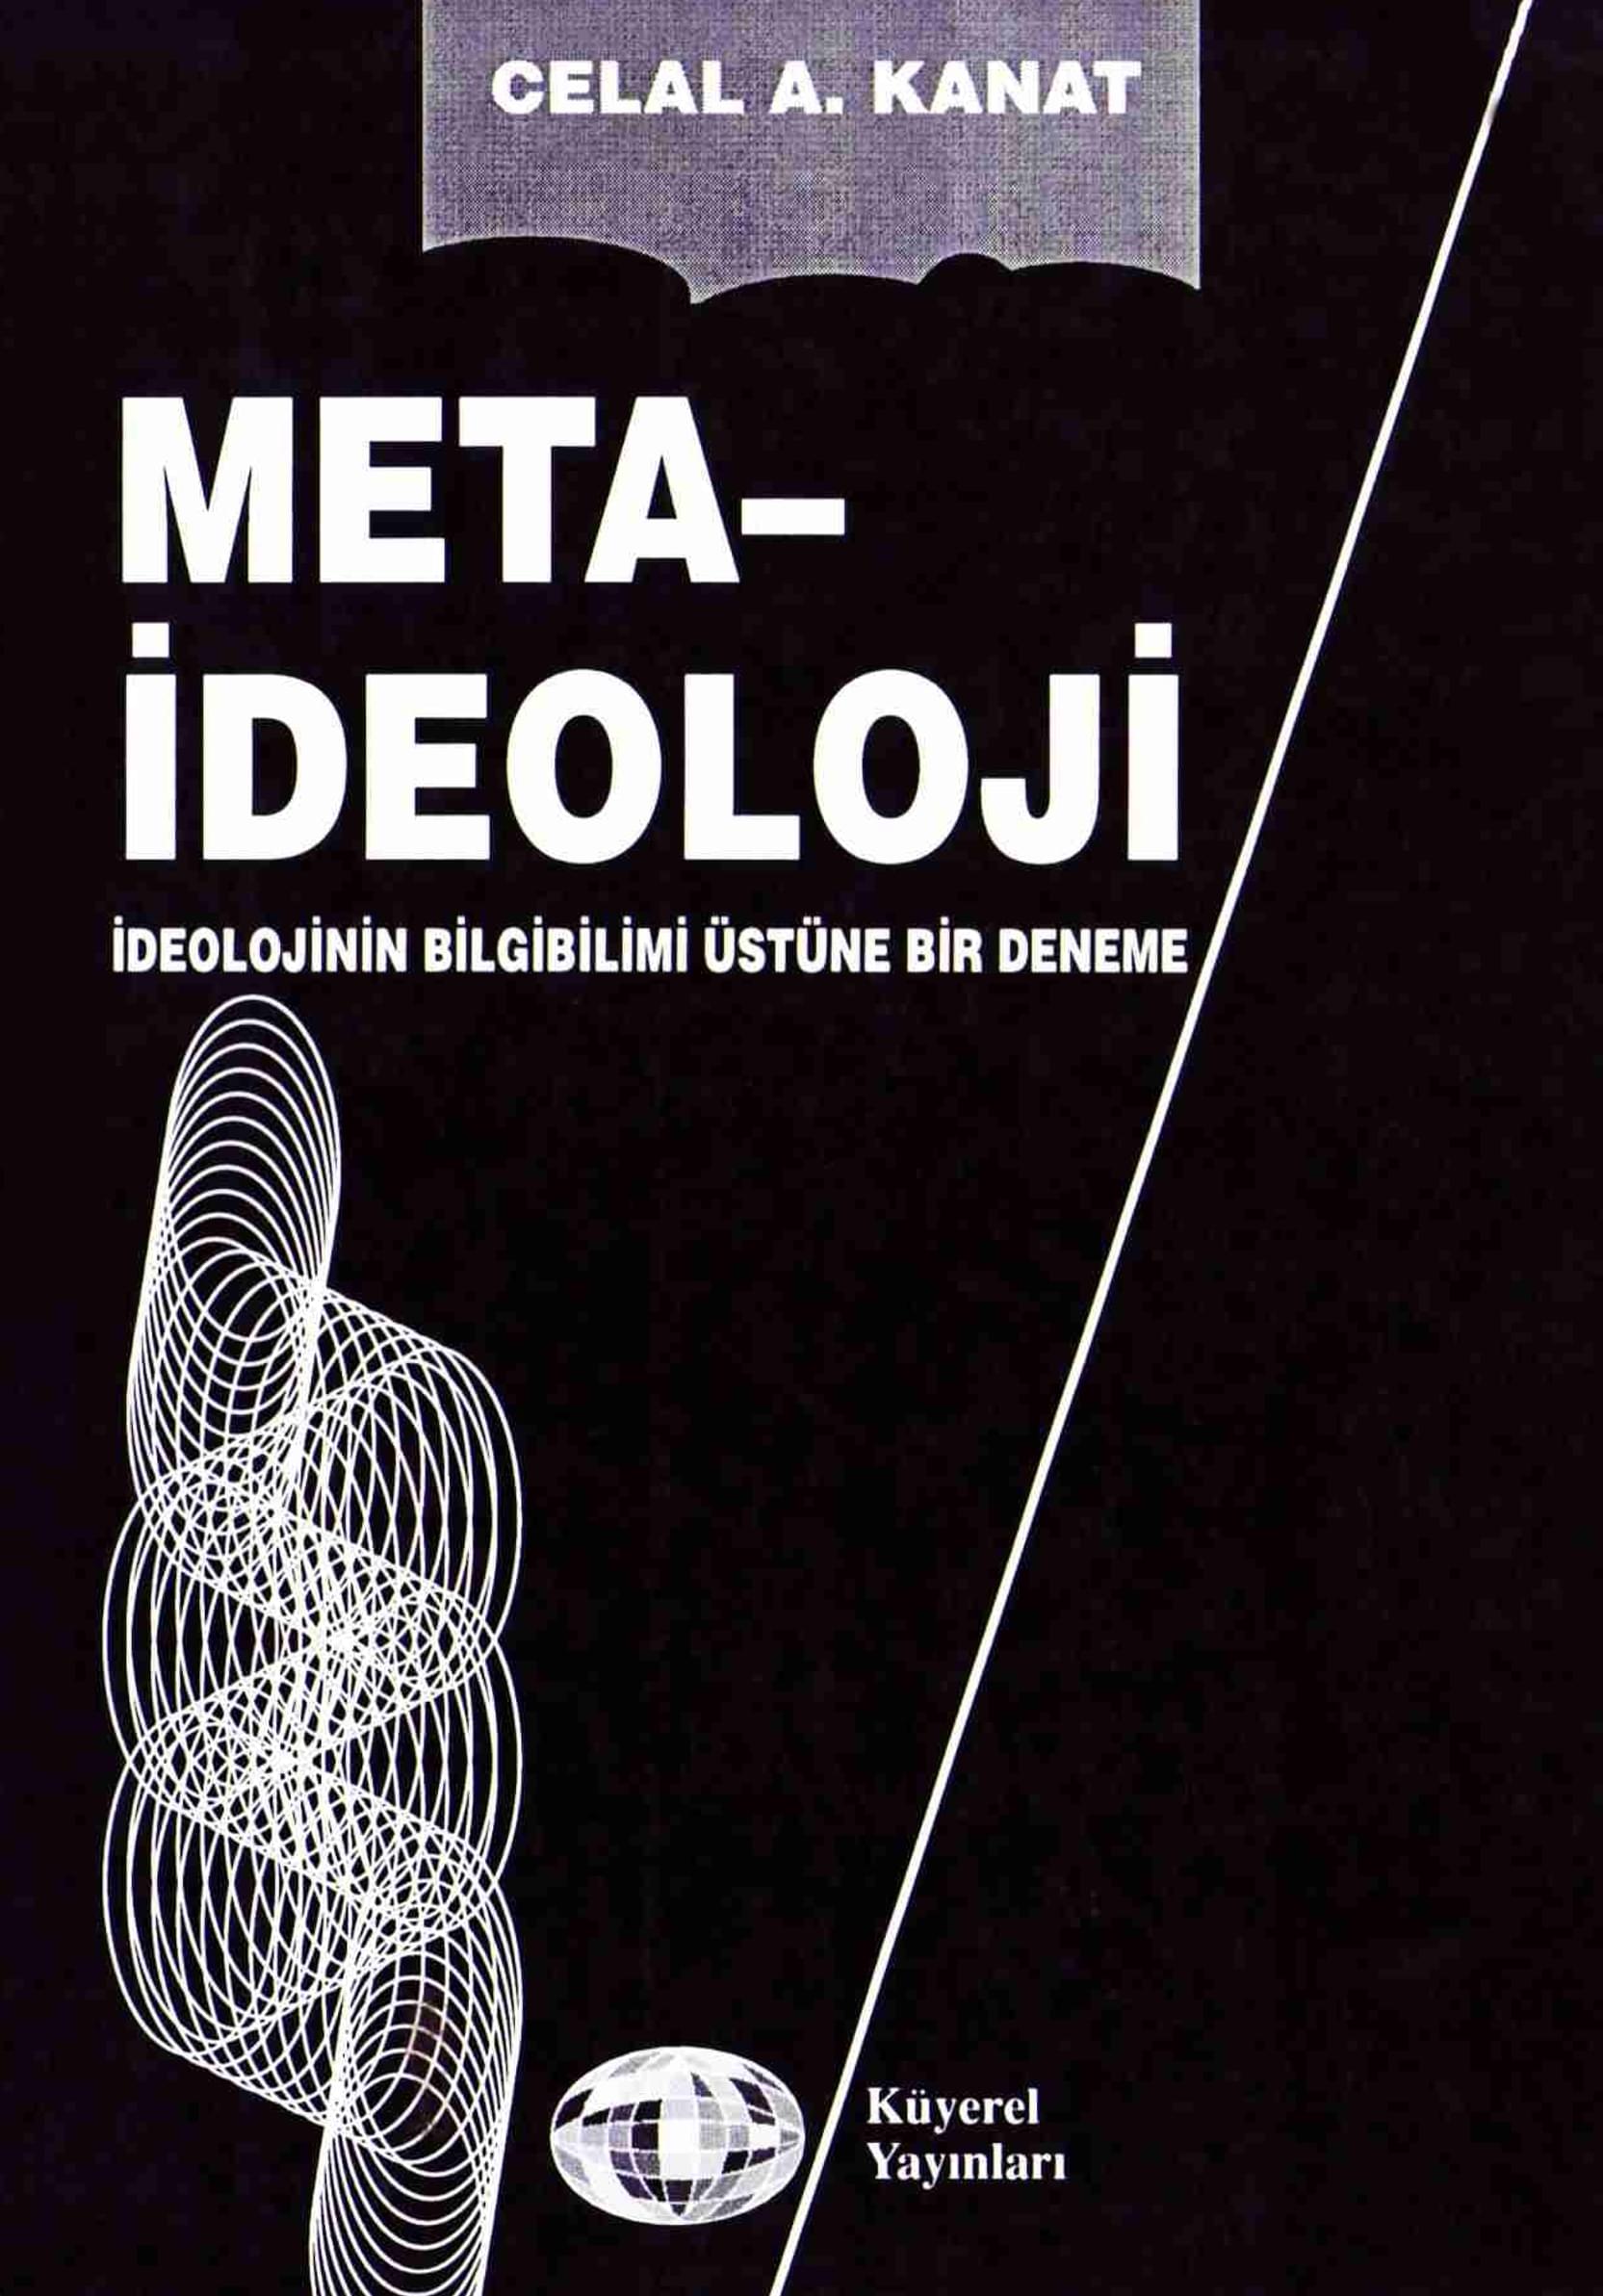 CELAL A. KANAT
META-
İDEOLOJİ
İDEOLOJİNİN BİLGİBİLİMİ ÜSTÜNE BİR DENEME
Küyerel
Yayınları